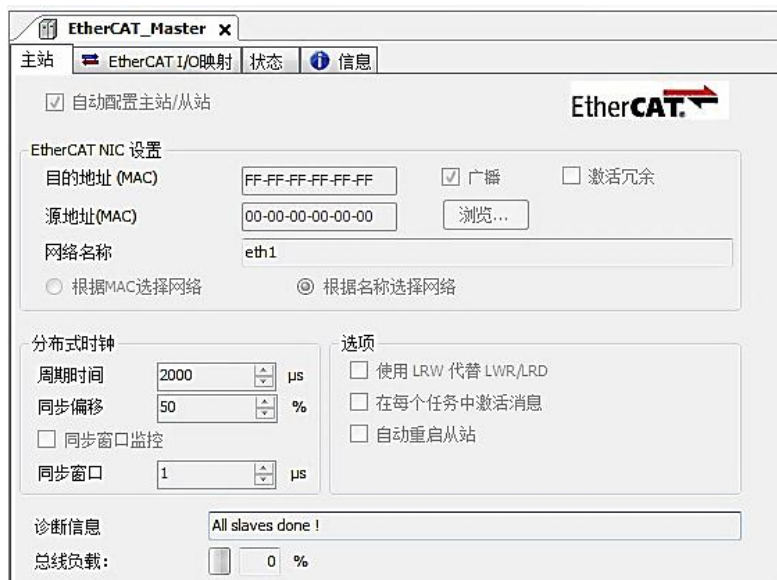 EtherCAT_Master x
主站 EtherCAT I/O映射 状态 信息
自动配置主站/从站
EtherCAT.
EtherCAT NIC 设置
目的地址 (MAC) FF-FF-FF-FF-FF-FF 广播 激活冗余
源地址(MAC) 00-00-00-00-00-00 浏览...
网络名称 eth1
根据MAC选择网络 根据名称选择网络
分布式时钟 选项
周期时间 2000 µs 使用 LRW 代替 LWR/LRD
同步偏移 50 % 在每个任务中激活消息
同步窗口监控 自动重启从站
同步窗口 1 µs
诊断信息 All slaves done !
总线负载: 0 %